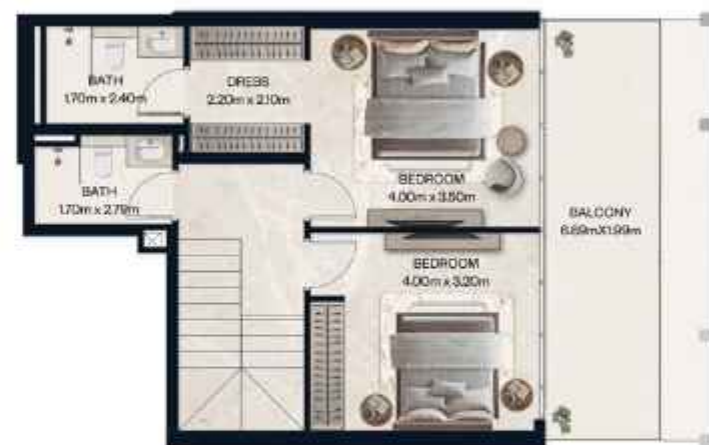 BATH
1.70m x 2.40m
DRESS
2.20m x 2.10m
BATH
1.70m x 2.79m
BEDROOM
4.00m x 3.50m
BEDROOM
4.00m x 3.20m
BALCONY
6.89mX1.99m